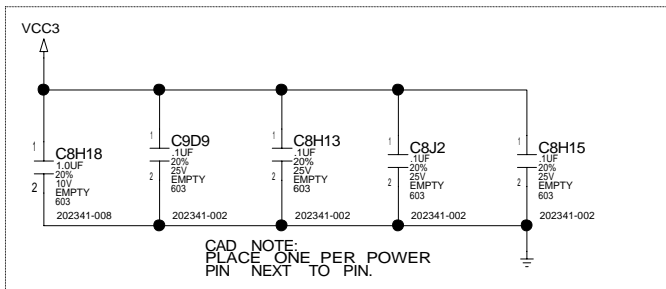 VCC3
1
C8H18
1.0UF
20%
10V
EMPTY
603
2
202341-008
1
C9D9
.1UF
20%
25V
EMPTY
603
2
202341-002
1
C8H13
.1UF
20%
25V
EMPTY
603
2
202341-002
1
C8J2
.1UF
20%
25V
EMPTY
603
2
202341-002
1
C8H15
.1UF
20%
25V
EMPTY
603
2
202341-002
CAD NOTE:
PLACE ONE PER POWER
PIN NEXT TO PIN.